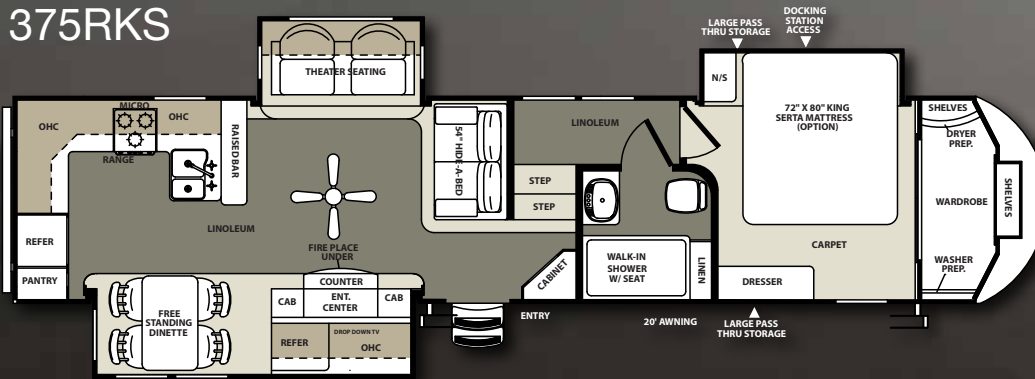 375RKS
DOCKING
STATION
ACCESS
LARGE PASS
THRU STORAGE
THEATER SEATING
N/S
72" X 80" KING
SERTA MATTRESS
(OPTION)
MICRO
OHC
OHC
RANGE
RAISED BAR
54" HIDE-A-BED
LINOLEUM
SHELVES
DRYER
PREP.
STEP
STEP
SHELVES
WARDROBE
LINOLEUM
REFER
PANTRY
FIRE PLACE
UNDER
COUNTER
CAB
ENT.
CENTER
CAB
CABINET
WALK-IN
SHOWER
W/ SEAT
LINEN
CARPET
DRESSER
WASHER
PREP.
FREE
STANDING
DINETTE
REFER
DROP DOWN TV
OHC
ENTRY
20' AWNING
LARGE PASS
THRU STORAGE